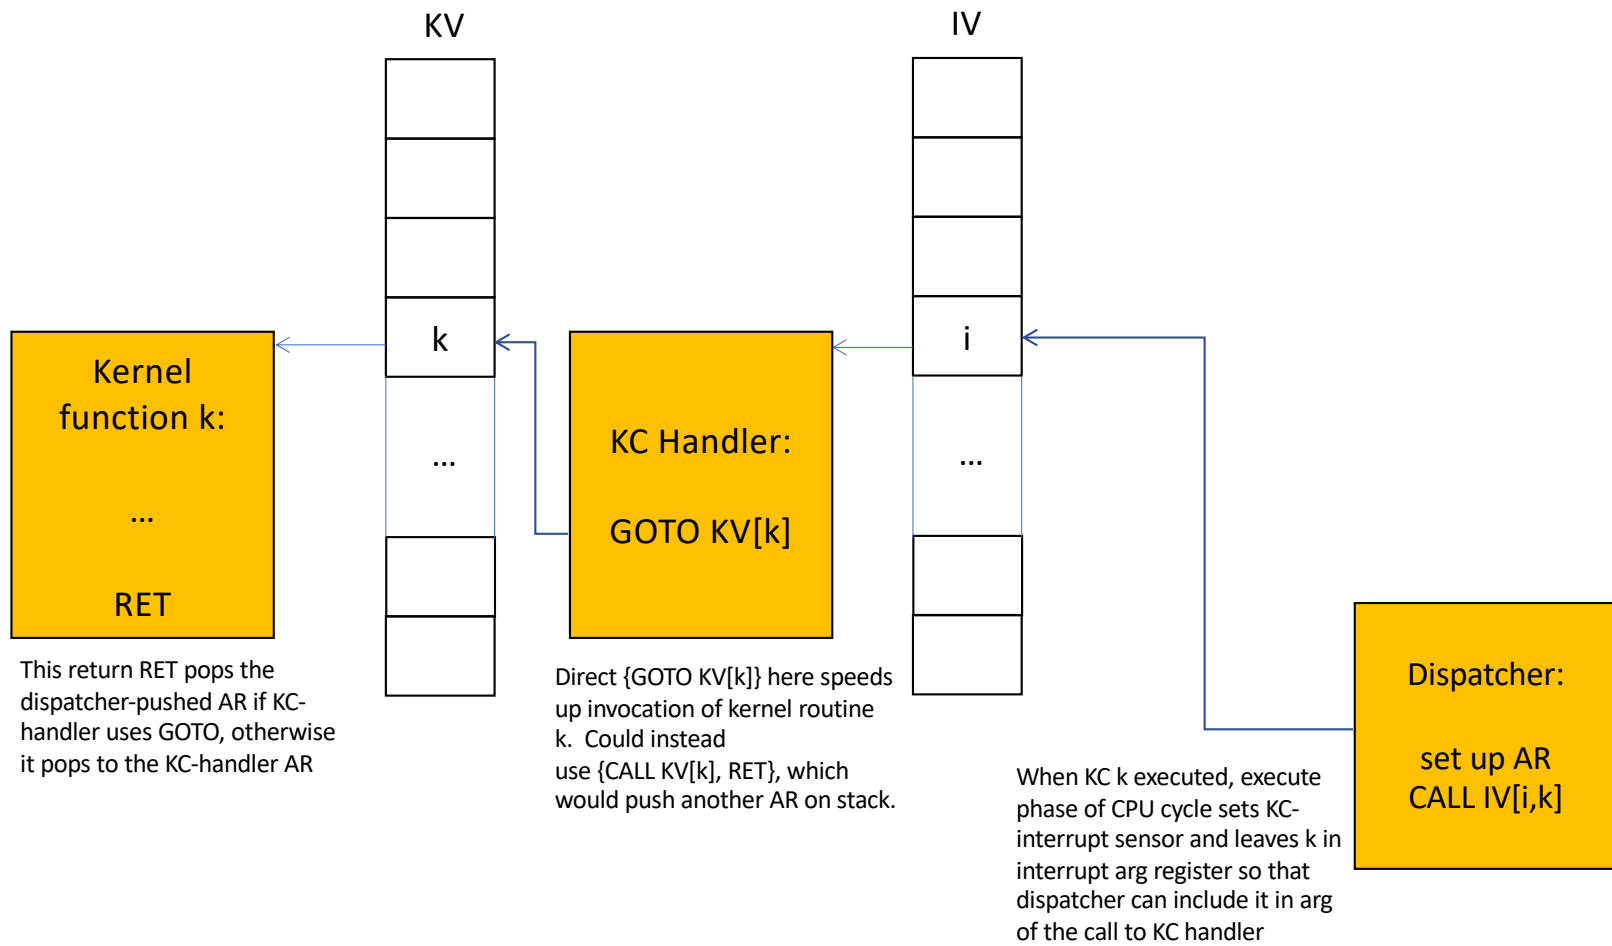 KV
IV
k
i
Kernel
function k:
...
RET
...
KC Handler:
GOTO KV[k]
...
Dispatcher:
set up AR
CALL IV[i,k]
This return RET pops the
dispatcher-pushed AR if KC-
handler uses GOTO, otherwise
it pops to the KC-handler AR
Direct {GOTO KV[k]} here speeds
up invocation of kernel routine
k.  Could instead
use {CALL KV[k], RET}, which
would push another AR on stack.
When KC k executed, execute
phase of CPU cycle sets KC-
interrupt sensor and leaves k in
interrupt arg register so that
dispatcher can include it in arg
of the call to KC handler